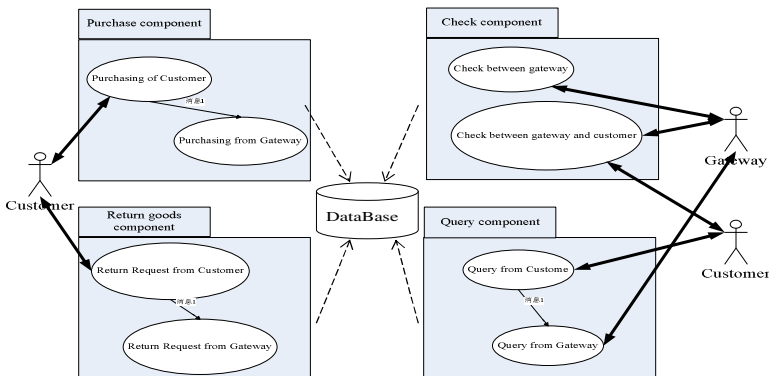 Purchase component
Purchasing of Customer
消息1
Purchasing from Gateway
Customer
Return goods
component
Return Request from Customer
消息1
Return Request from Gateway
DataBase
Check component
Check between gateway
Check between gateway and customer
Gateway
Query component
Query from Custome
消息1
Query from Gateway
Customer